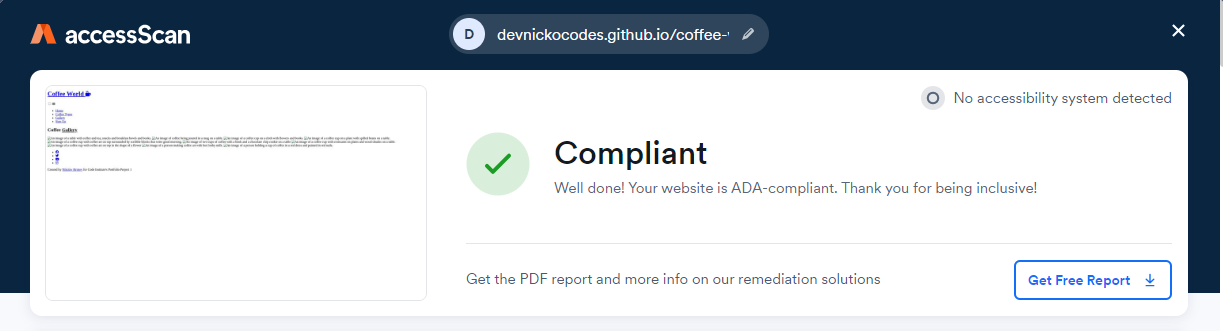 accessScan
D devnickocodes.github.io/coffee-
No accessibility system detected
Coffee World
Coffee Gallery
Compliant
Well done! Your website is ADA-compliant. Thank you for being inclusive!
Get the PDF report and more info on our remediation solutions
Get Free Report